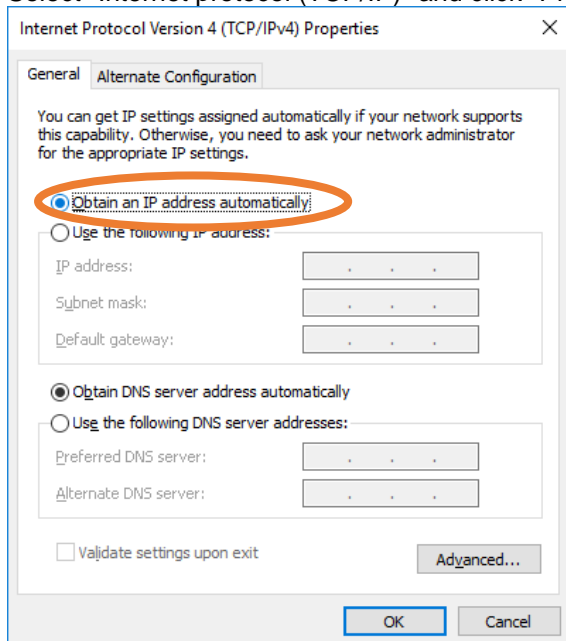 Internet Protocol Version 4 (TCP/IPv4) Properties
General Alternate Configuration
You can get IP settings assigned automatically if your network supports
this capability. Otherwise, you need to ask your network administrator
for the appropriate IP settings.
Obtain an IP address automatically
Use the following IP address:
IP address:
Subnet mask:
Default gateway:
Obtain DNS server address automatically
Use the following DNS server addresses:
Preferred DNS server:
Alternate DNS server:
Validate settings upon exit
Advanced...
OK Cancel